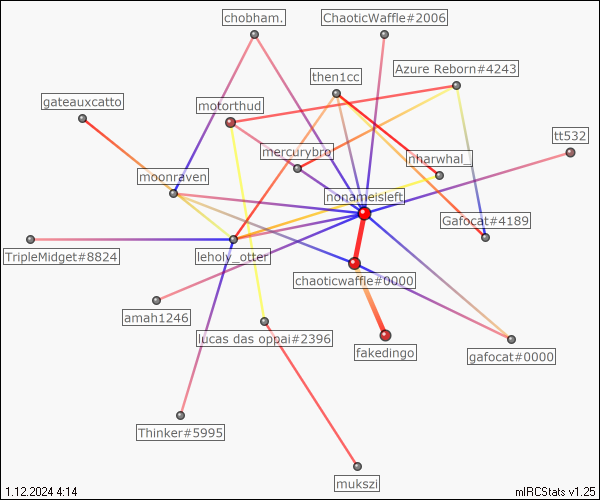 chobham.
ChaoticWaffle#2006
then1cc
Azure Reborn#4243
gateauxcatto
motorthud
tt532
mercurybro
nharwhal_
moonraven
nonameisleft
Gafocat#4189
TripleMidget#8824
leholy_otter
chaoticwaffle#0000
amah1246
lucas das oppai#2396
fakedingo
gafocat#0000
Thinker#5995
mukszi
1.12.2024 4:14
mIRCStats v1.25